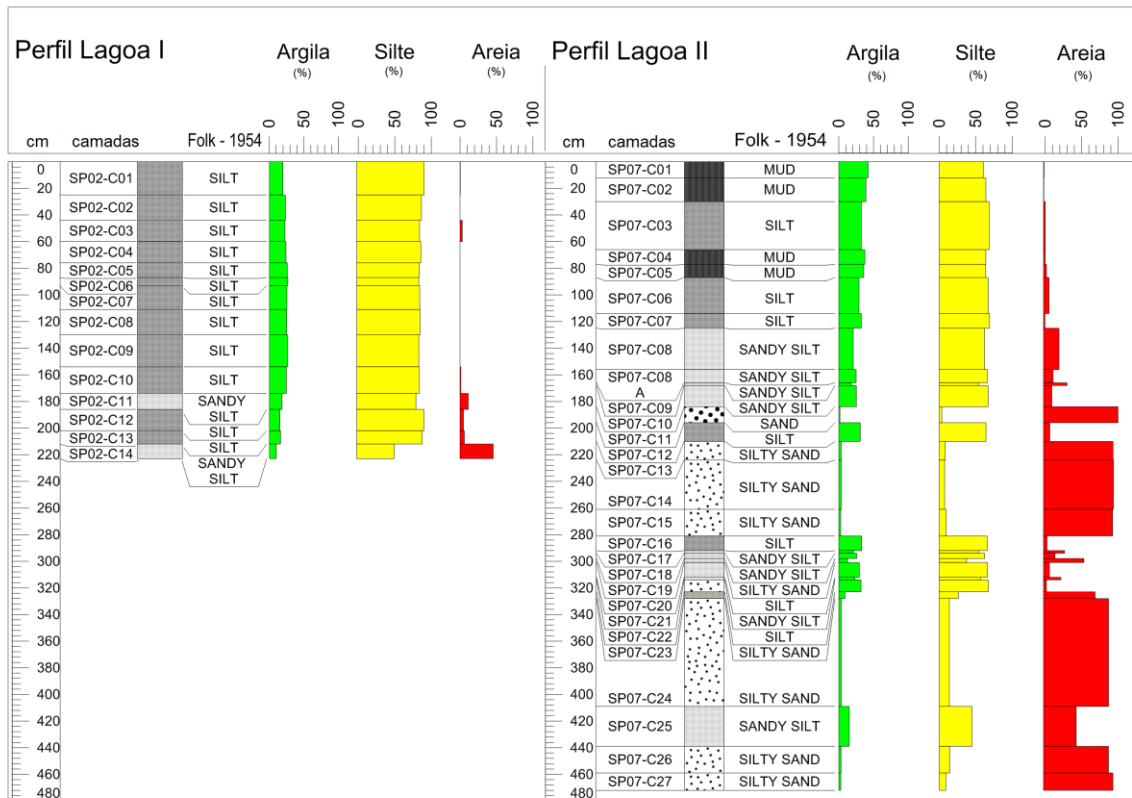 Perfil Lagoa I
Argila
(%)
Silte
(%)
Areia
(%)
0 50 100
0 50 100
0 50 100
cm camadas Folk - 1954
0
20
40
60
80
100
120
140
160
180
200
220
240
260
280
300
320
340
360
380
400
420
440
460
480
SP02-C01 SILT
SP02-C02 SILT
SP02-C03 SILT
SP02-C04 SILT
SP02-C05 SILT
SP02-C06 SILT
SP02-C07 SILT
SP02-C08 SILT
SP02-C09 SILT
SP02-C10 SILT
SP02-C11 SANDY
SP02-C12 SILT
SP02-C13 SILT
SP02-C14 SILT
SANDY
SILT
Perfil Lagoa II
Argila
(%)
Silte
(%)
Areia
(%)
0 50 100
0 50 100
0 50 100
cm camadas Folk - 1954
0
20
40
60
80
100
120
140
160
180
200
220
240
260
280
300
320
340
360
380
400
420
440
460
480
SP07-C01 MUD
SP07-C02 MUD
SP07-C03 SILT
SP07-C04 MUD
SP07-C05 MUD
SP07-C06 SILT
SP07-C07 SILT
SP07-C08 SANDY SILT
SP07-C08 SANDY SILT
A SANDY SILT
SP07-C09 SANDY SILT
SP07-C10 SAND
SP07-C11 SILT
SP07-C12 SILTY SAND
SP07-C13
SILTY SAND
SP07-C14
SP07-C15 SILTY SAND
SP07-C16 SILT
SP07-C17 SANDY SILT
SP07-C18 SANDY SILT
SP07-C19 SILTY SAND
SP07-C20 SILT
SP07-C21 SANDY SILT
SP07-C22 SILT
SP07-C23 SILTY SAND
SP07-C24 SILTY SAND
SP07-C25 SANDY SILT
SP07-C26 SILTY SAND
SP07-C27 SILTY SAND